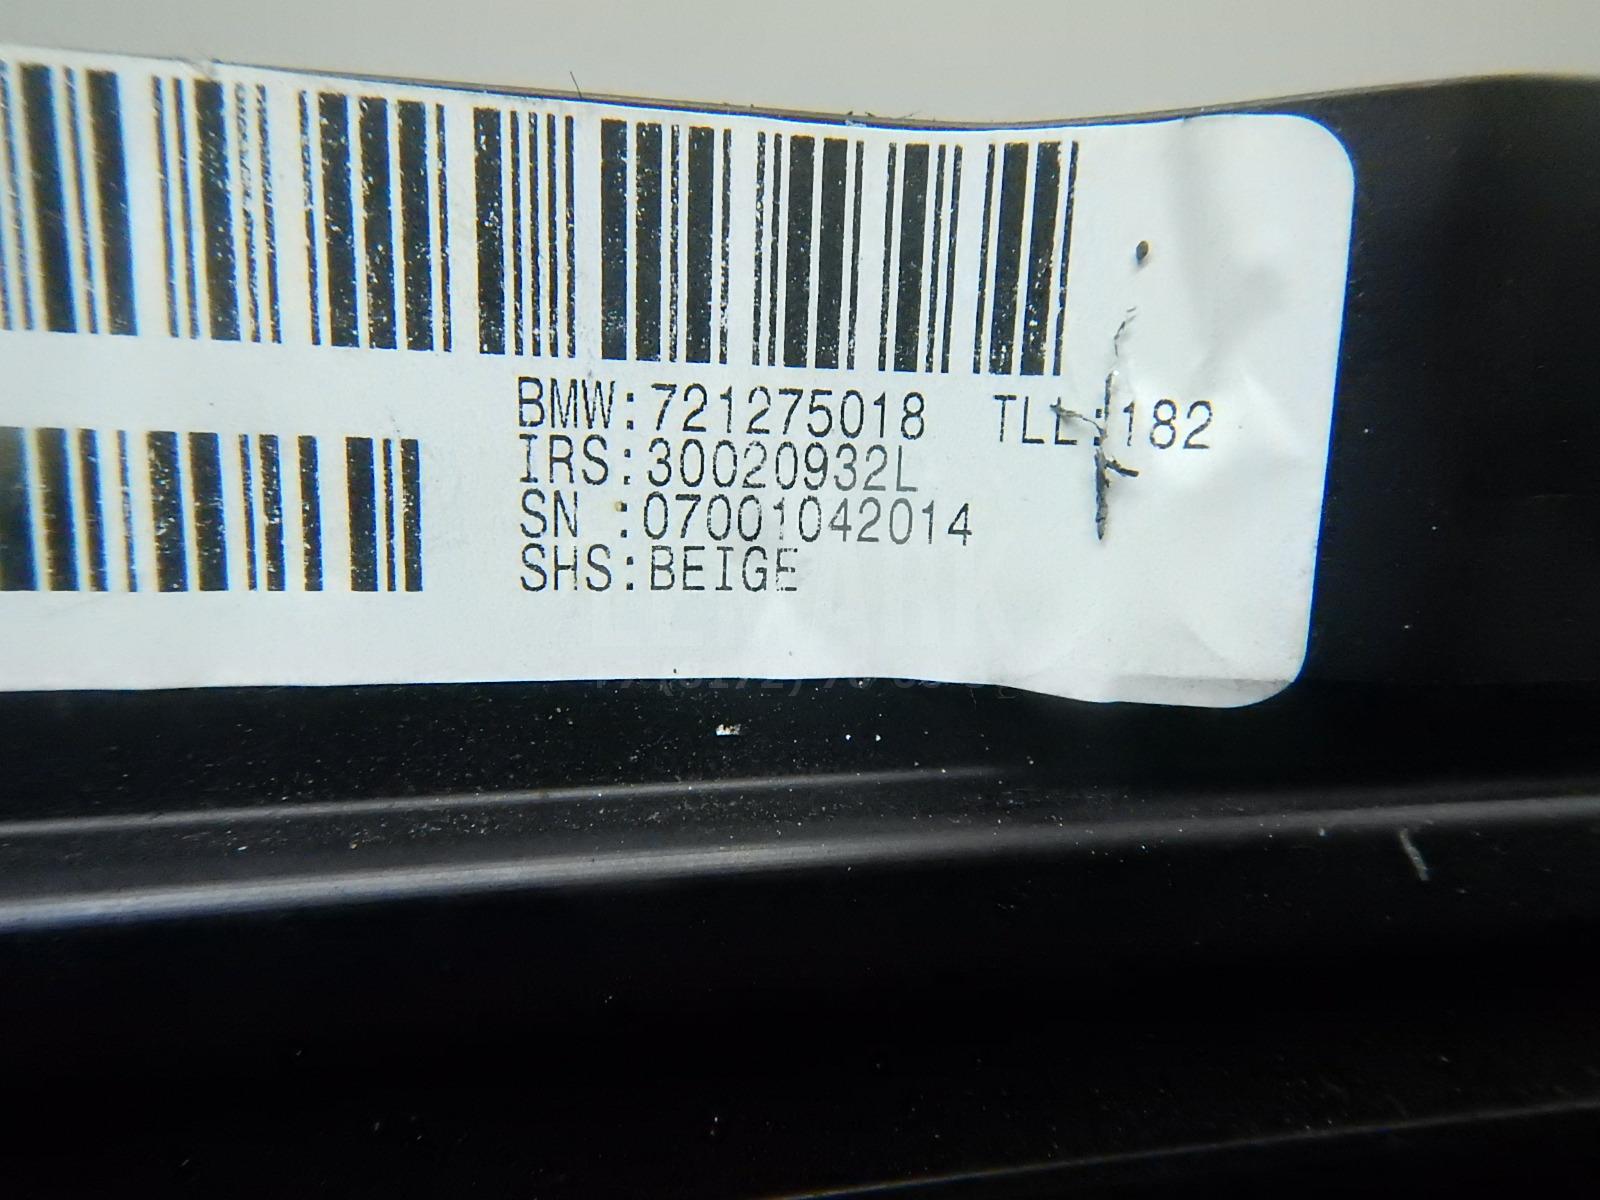 BMW:721275018 TLL:182
IRS:30020932L
SN :07001042014
SHS:BEIGE